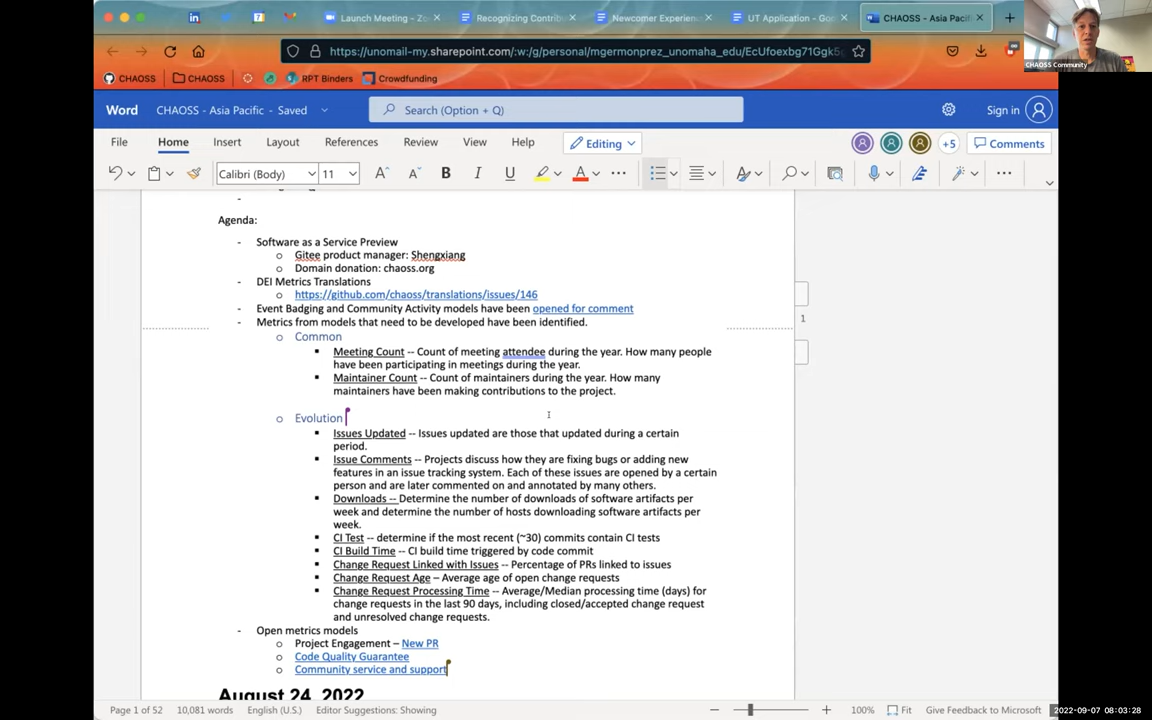 Launch Meeting - Zo
Recognizing Contrib
Newcomer Experien
UT Application - Goo
CHAOSS - Asia Pacif
https://unomail-my.sharepoint.com/:w:/g/personal/mgermonprez_unomaha_edu/EcUfoexbg71Ggk5c
CHAOSS
CHAOSS
RPT Binders
Crowdfunding
CHAOSS Community
Word
CHAOSS - Asia Pacific - Saved
Search (Option + Q)
Sign in
File
Home
Insert
Layout
References
Review
View
Help
Editing
+5
Comments
Calibri (Body)
11
Agenda:
- Software as a Service Preview
o Gitee product manager: Shengxiang
o Domain donation: chaoss.org
- DEI Metrics Translations
o https://github.com/chaoss/translations/issues/146
- Event Badging and Community Activity models have been opened for comment
- Metrics from models that need to be developed have been identified.
1
o Common
▪ Meeting Count -- Count of meeting attendee during the year. How many people
have been participating in meetings during the year.
▪ Maintainer Count -- Count of maintainers during the year. How many
maintainers have been making contributions to the project.
o Evolution
▪ Issues Updated -- Issues updated are those that updated during a certain
period.
▪ Issue Comments -- Projects discuss how they are fixing bugs or adding new
features in an issue tracking system. Each of these issues are opened by a certain
person and are later commented on and annotated by many others.
▪ Downloads -- Determine the number of downloads of software artifacts per
week and determine the number of hosts downloading software artifacts per
week.
▪ CI Test -- determine if the most recent (~30) commits contain CI tests
▪ CI Build Time -- CI build time triggered by code commit
▪ Change Request Linked with Issues -- Percentage of PRs linked to issues
▪ Change Request Age – Average age of open change requests
▪ Change Request Processing Time -- Average/Median processing time (days) for
change requests in the last 90 days, including closed/accepted change request
and unresolved change requests.
- Open metrics models
o Project Engagement – New PR
o Code Quality Guarantee
o Community service and support
August 24, 2022
Page 1 of 52
10,081 words
English (U.S.)
Editor Suggestions: Showing
100%
Fit
Give Feedback to Microsoft
2022-09-07 08:03:28